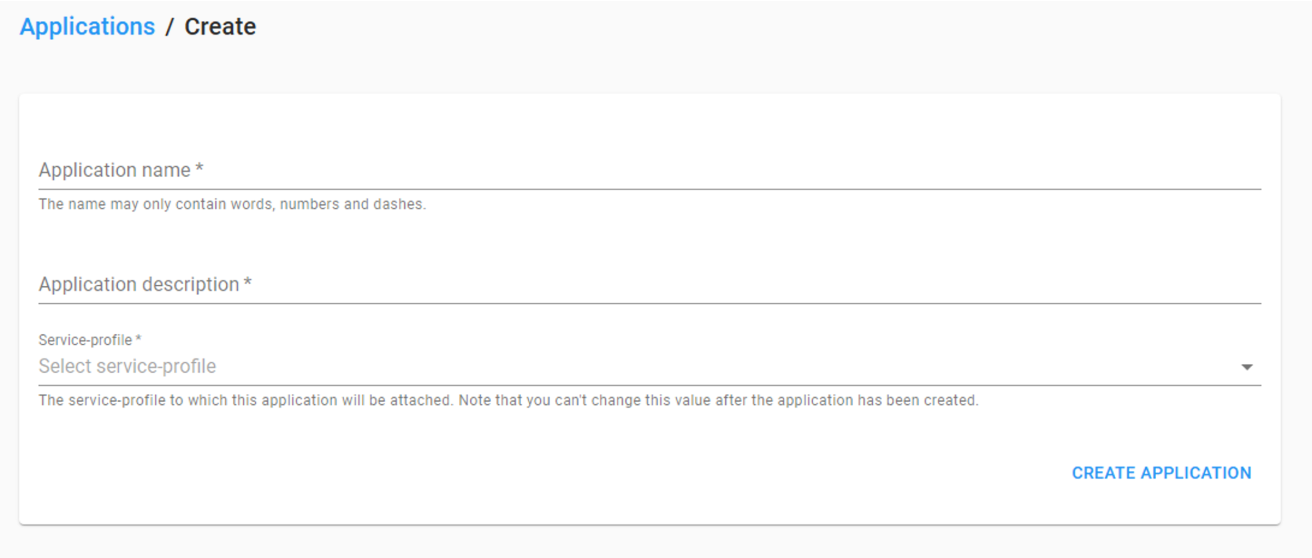 Applications / Create
Application name *
The name may only contain words, numbers and dashes.
Application description *
Service-profile *
Select service-profile
The service-profile to which this application will be attached. Note that you can't change this value after the application has been created.
CREATE APPLICATION